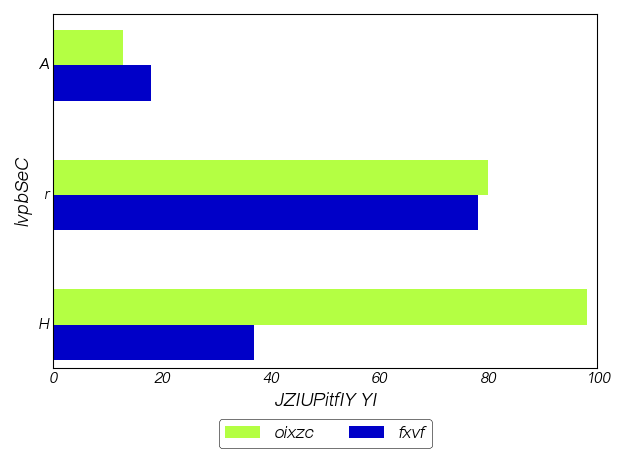 A
r
H
lvpbSeC
0 20 40 60 80 100
JZIUPitfIY YI
oixzc fxvf